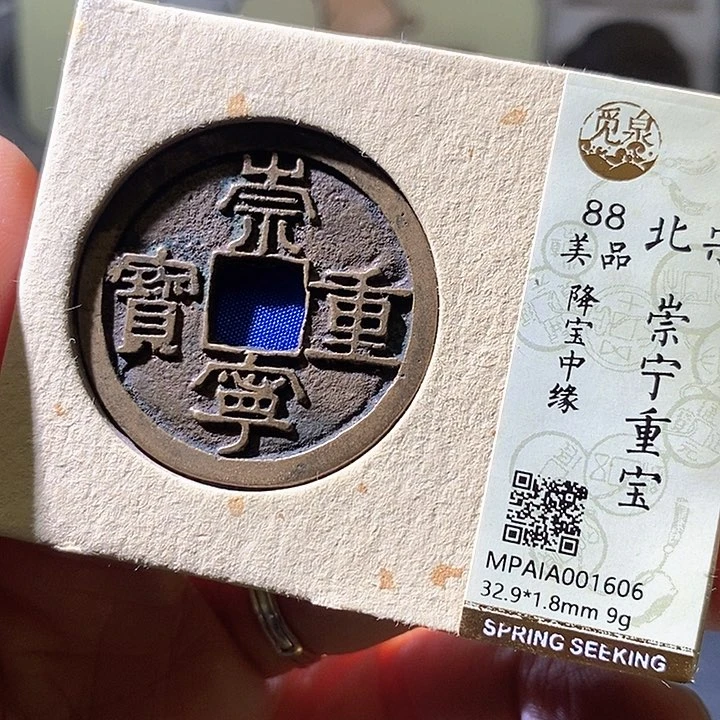 崇
寧
重
寶
觅泉
88
美品
降宝中缘
北宋
崇宁重宝
MPAIA001606
32.9*1.8mm 9g
SPRING SEEKING